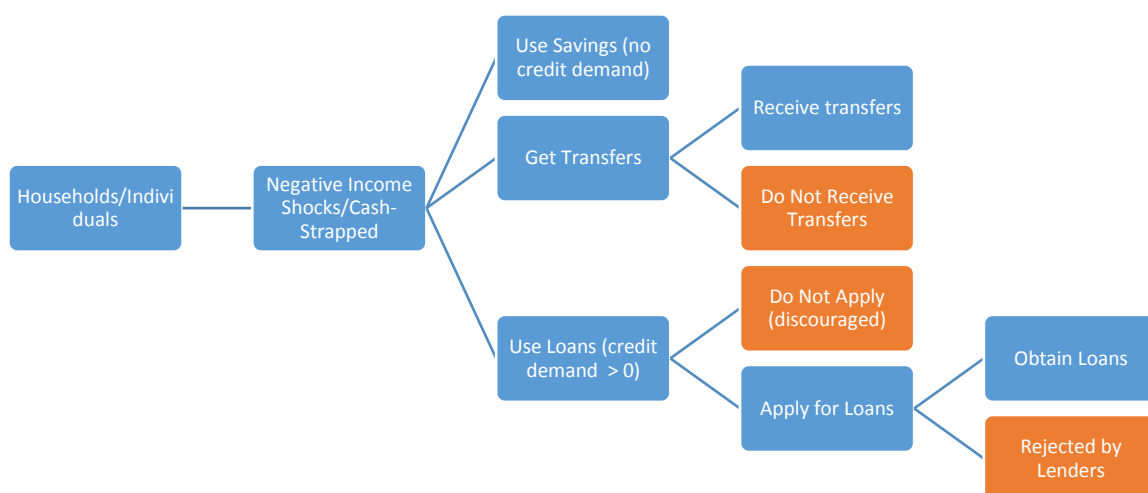 Households/Indivi
duals
Negative Income
Shocks/Cash-
Strapped
Use Savings (no
credit demand)
Get Transfers
Use Loans (credit
demand  > 0)
Receive transfers
Do Not Receive
Transfers
Do Not Apply
(discouraged)
Apply for Loans
Obtain Loans
Rejected by
Lenders